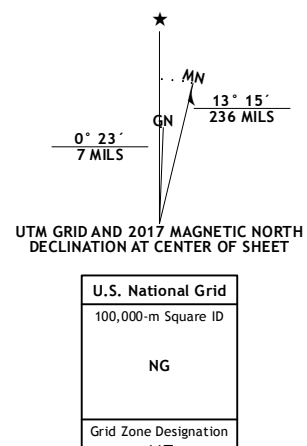 ★
MN
GN
13° 15´
236 MILS
0° 23´
7 MILS
UTM GRID AND 2017 MAGNETIC NORTH
DECLINATION AT CENTER OF SHEET
U.S. National Grid
100,000-m Square ID
NG
Grid Zone Designation